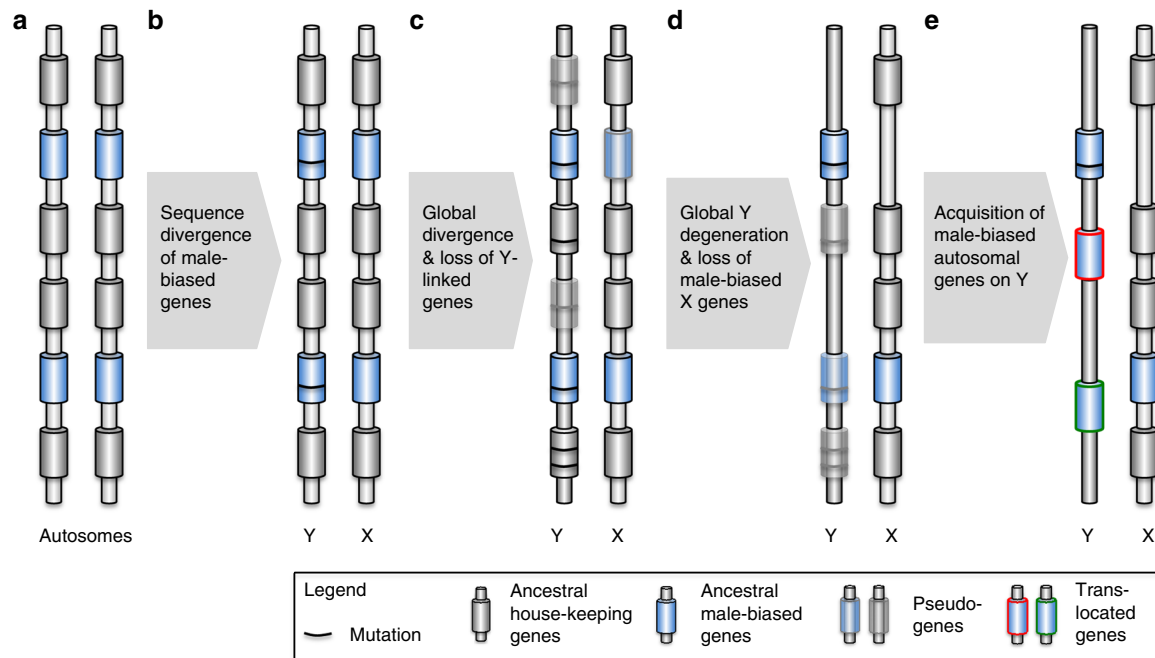 a
b
c
d
e
Sequence
divergence
of male-
biased
genes
Global
divergence
& loss of Y-
linked
genes
Global Y
degeneration
& loss of
male-biased
X genes
Acquisition of
male-biased
autosomal
genes on Y
Autosomes
Y
X
Y
X
Y
X
Y
X
Legend
Mutation
Ancestral
house-keeping
genes
Ancestral
male-biased
genes
Pseudo-
genes
Trans-
located
genes